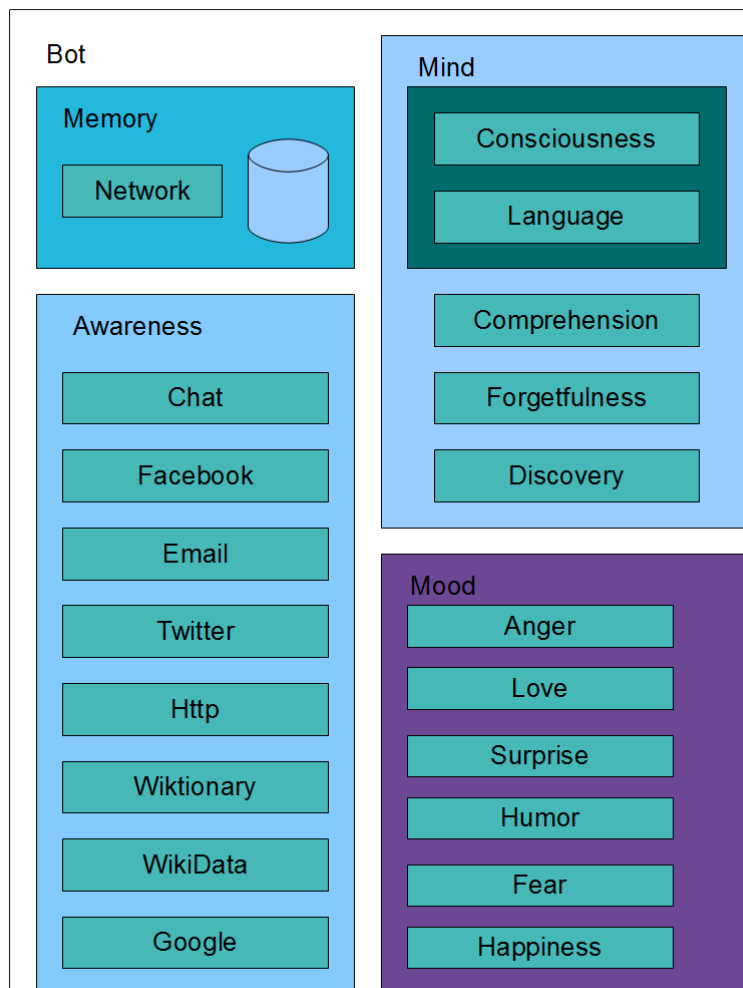 Bot
Memory
Network
Awareness
Chat
Facebook
Email
Twitter
Http
Wiktionary
WikiData
Google
Mind
Consciousness
Language
Comprehension
Forgetfulness
Discovery
Mood
Anger
Love
Surprise
Humor
Fear
Happiness